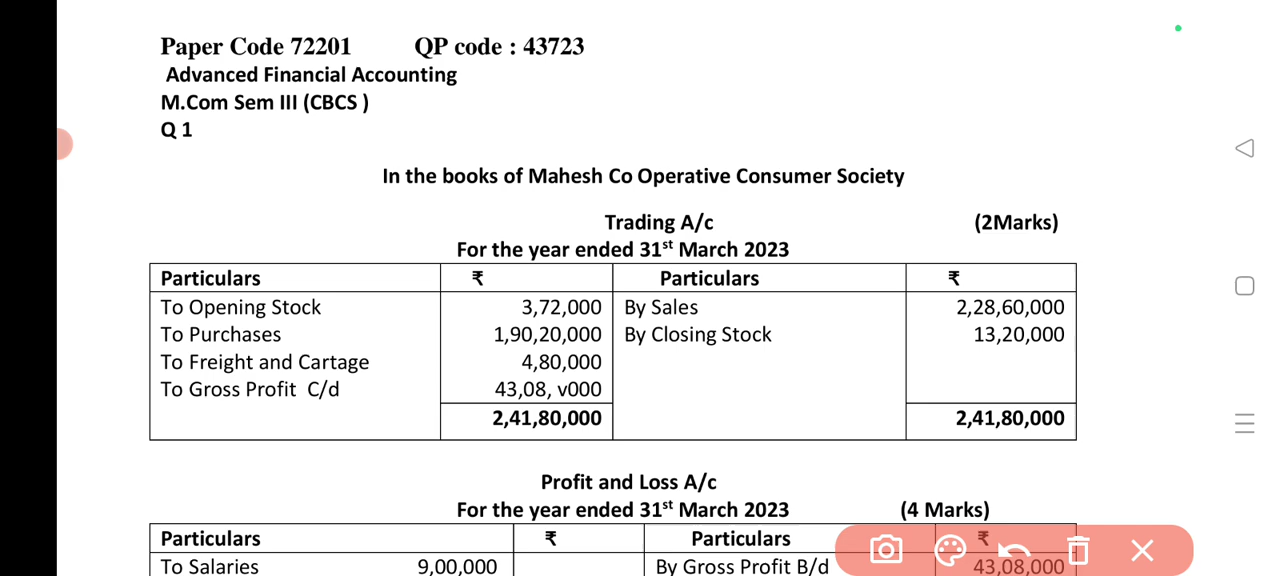 Paper Code 72201 QP code : 43723
Advanced Financial Accounting
M.Com Sem III (CBCS )
Q 1
In the books of Mahesh Co Operative Consumer Society
Trading A/c (2Marks)
For the year ended 31st March 2023
Particulars ₹ Particulars ₹
To Opening Stock 3,72,000 By Sales 2,28,60,000
To Purchases 1,90,20,000 By Closing Stock 13,20,000
To Freight and Cartage 4,80,000
To Gross Profit C/d 43,08, v000
2,41,80,000 2,41,80,000
Profit and Loss A/c
For the year ended 31st March 2023 (4 Marks)
Particulars ₹ Particulars ₹
To Salaries 9,00,000 By Gross Profit B/d 43,08,000